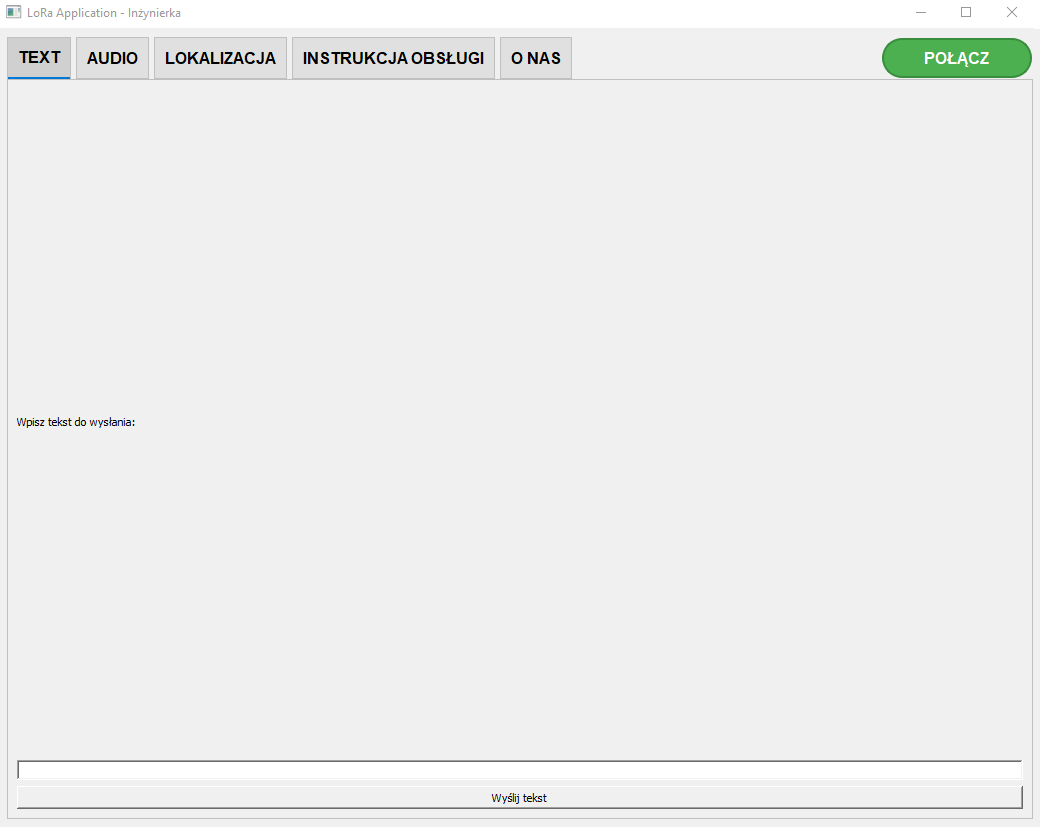 LoRa Application - Inżynierka
TEXT AUDIO LOKALIZACJA INSTRUKCJA OBSŁUGI O NAS POŁĄCZ
Wpisz tekst do wysłania:
Wyślij tekst